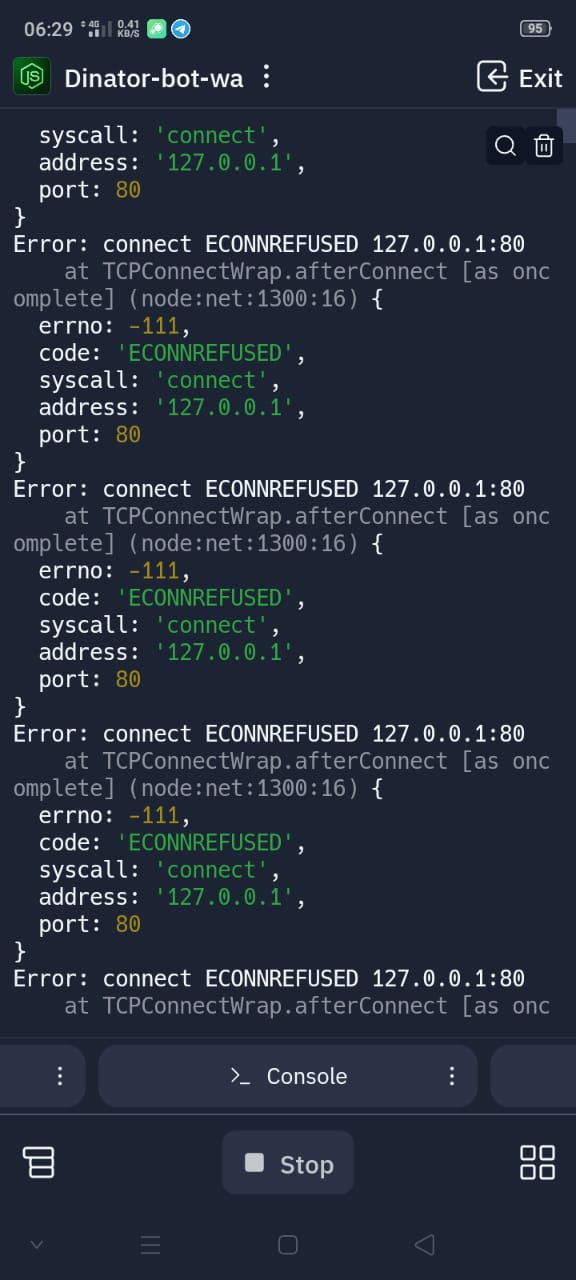 06:29 4G 0.41 KB/S 95
JS Dinator-bot-wa Exit
syscall: 'connect',
address: '127.0.0.1',
port: 80
}
Error: connect ECONNREFUSED 127.0.0.1:80
at TCPConnectWrap.afterConnect [as onc
omplete] (node:net:1300:16) {
errno: -111,
code: 'ECONNREFUSED',
syscall: 'connect',
address: '127.0.0.1',
port: 80
}
Error: connect ECONNREFUSED 127.0.0.1:80
at TCPConnectWrap.afterConnect [as onc
omplete] (node:net:1300:16) {
errno: -111,
code: 'ECONNREFUSED',
syscall: 'connect',
address: '127.0.0.1',
port: 80
}
Error: connect ECONNREFUSED 127.0.0.1:80
at TCPConnectWrap.afterConnect [as onc
omplete] (node:net:1300:16) {
errno: -111,
code: 'ECONNREFUSED',
syscall: 'connect',
address: '127.0.0.1',
port: 80
}
Error: connect ECONNREFUSED 127.0.0.1:80
at TCPConnectWrap.afterConnect [as onc
>_ Console
Stop